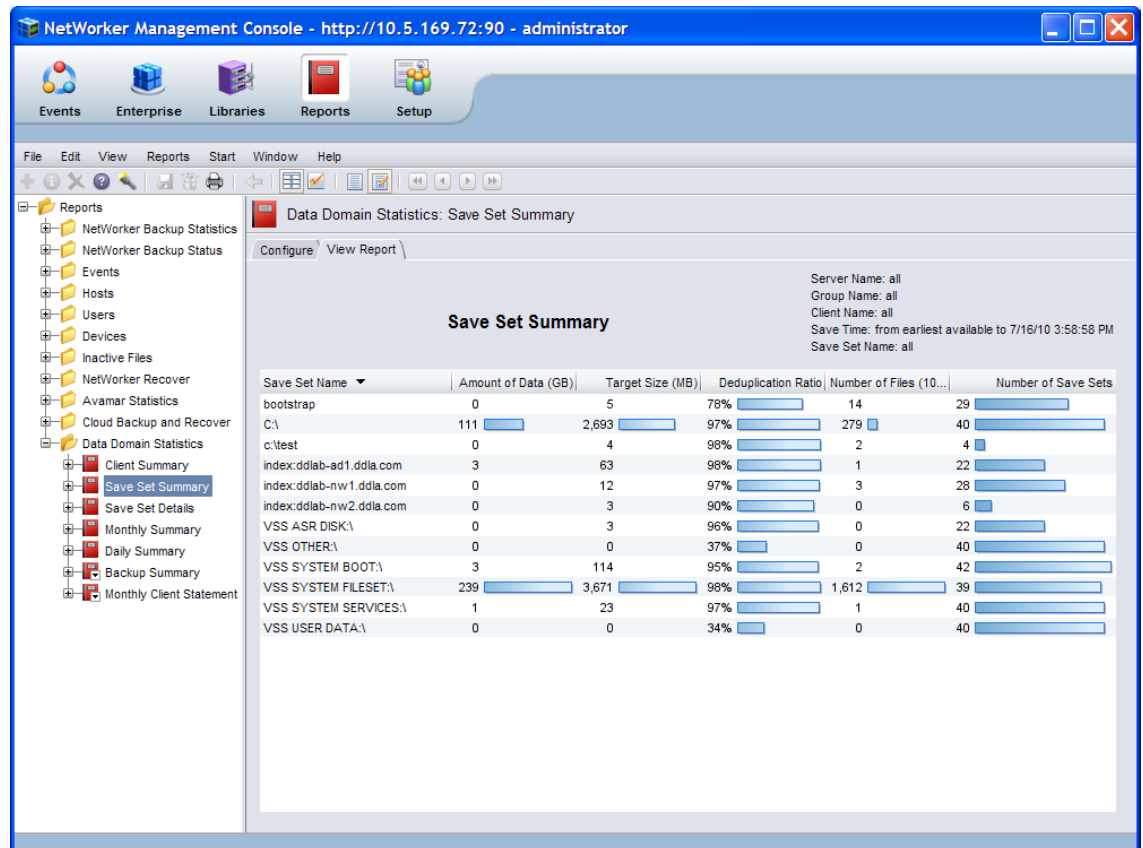 NetWorker Management Console - http://10.5.169.72:90 - administrator
Events Enterprise Libraries Reports Setup
File Edit View Reports Start Window Help
Reports
NetWorker Backup Statistics
NetWorker Backup Status
Events
Hosts
Users
Devices
Inactive Files
NetWorker Recover
Avamar Statistics
Cloud Backup and Recover
Data Domain Statistics
Client Summary
Save Set Summary
Save Set Details
Monthly Summary
Daily Summary
Backup Summary
Monthly Client Statement
Data Domain Statistics: Save Set Summary
Configure View Report
Server Name: all
Group Name: all
Client Name: all
Save Time: from earliest available to 7/16/10 3:58:58 PM
Save Set Name: all
Save Set Summary
Save Set Name Amount of Data (GB) Target Size (MB) Deduplication Ratio Number of Files (10... Number of Save Sets
bootstrap 0 5 78% 14 29
C:\ 111 2,693 97% 279 40
c:\test 0 4 98% 2 4
index:ddlab-ad1.ddla.com 3 63 98% 1 22
index:ddlab-nw1.ddla.com 0 12 97% 3 28
index:ddlab-nw2.ddla.com 0 3 90% 0 6
VSS ASR DISK:\ 0 3 96% 0 22
VSS OTHER:\ 0 0 37% 0 40
VSS SYSTEM BOOT:\ 3 114 95% 2 42
VSS SYSTEM FILESET:\ 239 3,671 98% 1,612 39
VSS SYSTEM SERVICES:\ 1 23 97% 1 40
VSS USER DATA:\ 0 0 34% 0 40